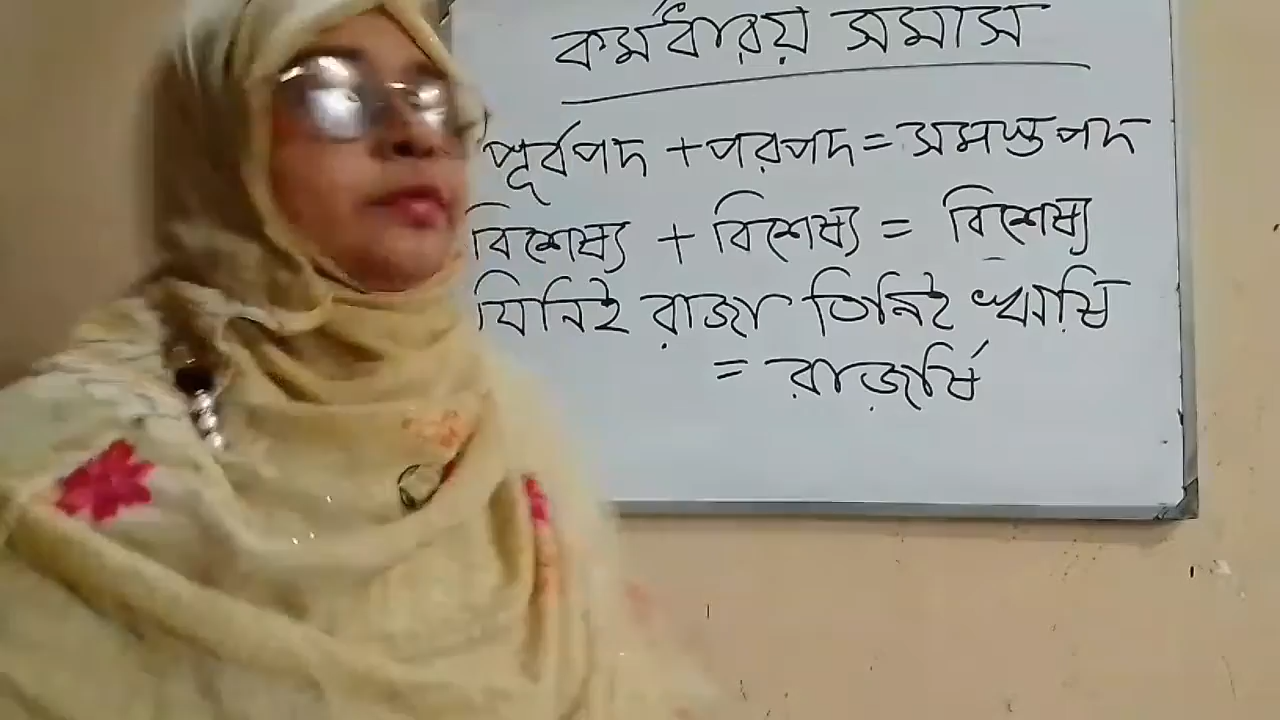 কর্মধারয় সমাস
পূর্বপদ + পরপদ = সমস্তপদ
বিশেষ্য + বিশেষ্য = বিশেষ্য
যিনিই রাজা তিনিই ঋষি
= রাজর্ষি